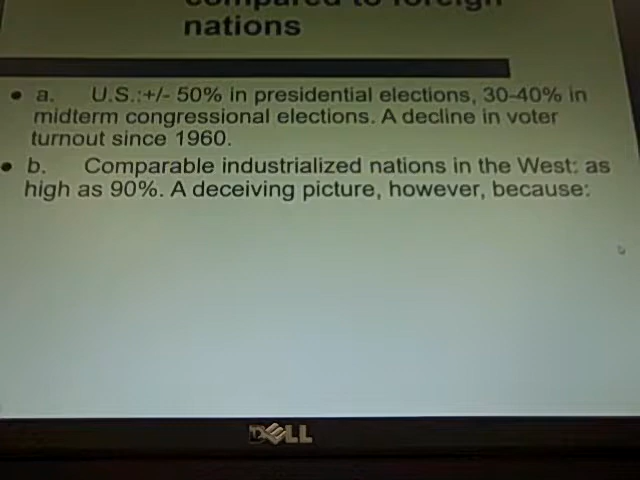 compared to foreign
nations
• a. U.S.:+/- 50% in presidential elections, 30-40% in
midterm congressional elections. A decline in voter
turnout since 1960.
• b. Comparable industrialized nations in the West: as
high as 90%. A deceiving picture, however, because:
DELL